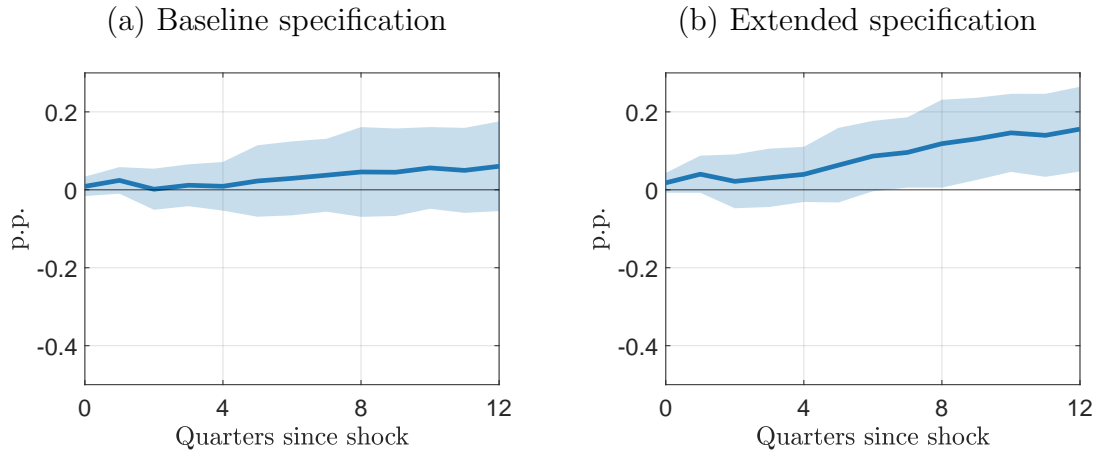 (a) Baseline specification
(b) Extended specification
0.2
0
-0.2
-0.4
p.p.
0 4 8 12
Quarters since shock
0.2
0
-0.2
-0.4
p.p.
0 4 8 12
Quarters since shock